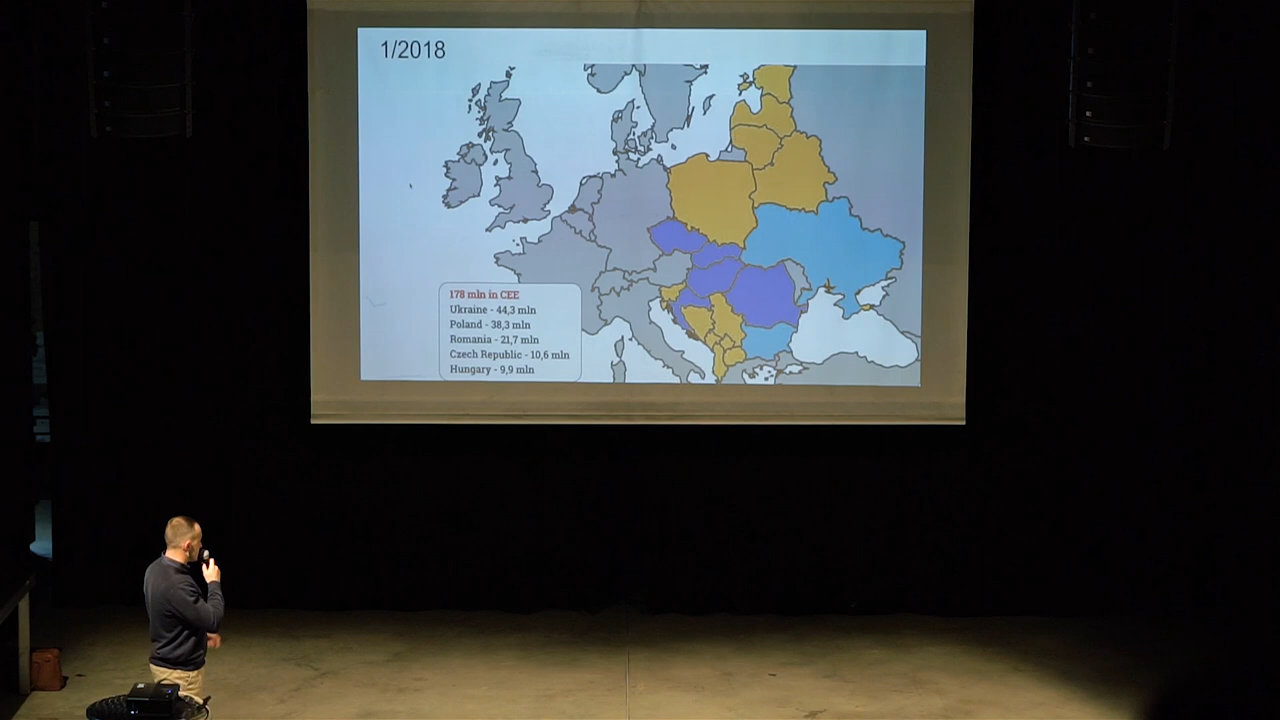 1/2018
178 mln in CEE
Ukraine - 44,3 mln
Poland - 38,3 mln
Romania - 21,7 mln
Czech Republic - 10,6 mln
Hungary - 9,9 mln